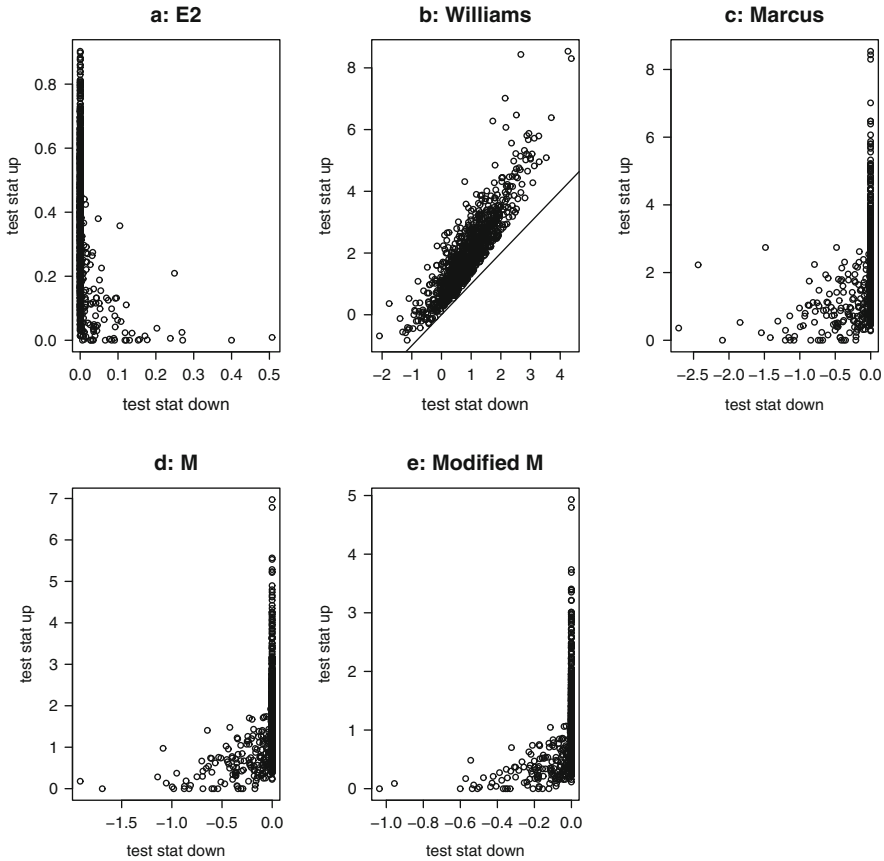 a: E2
b: Williams
c: Marcus
test stat up
0.8
0.6
0.4
0.2
0.0
0.0 0.1 0.2 0.3 0.4 0.5
test stat down
test stat up
8
6
4
2
0
−2 −1 0 1 2 3 4
test stat down
test stat up
8
6
4
2
0
−2.5 −2.0 −1.5 −1.0 −0.5 0.0
test stat down
d: M
e: Modified M
test stat up
7
6
5
4
3
2
1
0
−1.5 −1.0 −0.5 0.0
test stat down
test stat up
5
4
3
2
1
0
−1.0 −0.8 −0.6 −0.4 −0.2 0.0
test stat down